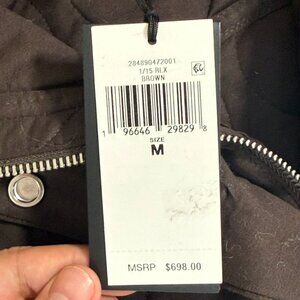 284890472001
1/15 RLX
BROWN
1 96646 29829 8
SIZE
M
MSRP $698.00